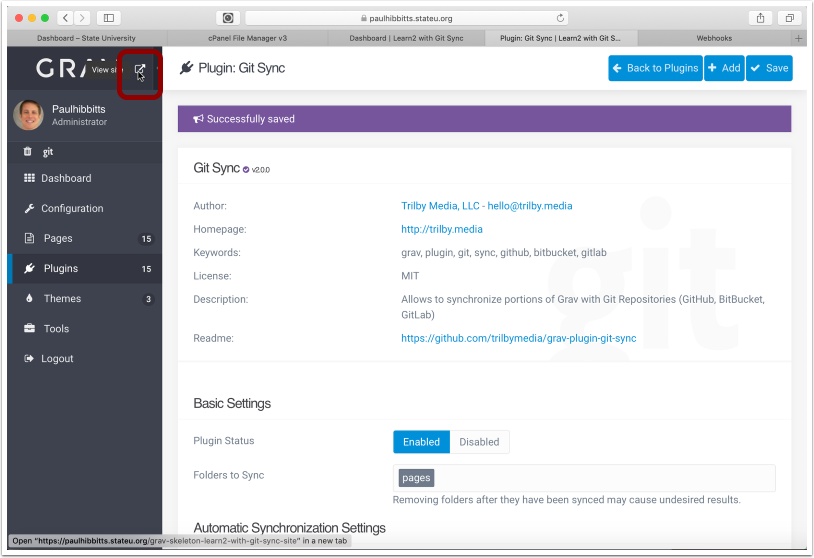 paulhibbitts.stateu.org
Dashboard – State University
cPanel File Manager v3
Dashboard | Learn2 with Git Sync
Plugin: Git Sync | Learn2 with Git S...
Webhooks
GRAV
View site
Plugin: Git Sync
Back to Plugins
Add
Save
Paulhibbitts
Administrator
git
Dashboard
Configuration
Pages 15
Plugins 15
Themes 3
Tools
Logout
Successfully saved
Git Sync v2.0.0
Author: Trilby Media, LLC - hello@trilby.media
Homepage: http://trilby.media
Keywords: grav, plugin, git, sync, github, bitbucket, gitlab
License: MIT
Description: Allows to synchronize portions of Grav with Git Repositories (GitHub, BitBucket,
GitLab)
Readme: https://github.com/trilbymedia/grav-plugin-git-sync
git
Basic Settings
Plugin Status Enabled Disabled
Folders to Sync pages
Removing folders after they have been synced may cause undesired results.
Automatic Synchronization Settings
Open "https://paulhibbitts.stateu.org/grav-skeleton-learn2-with-git-sync-site" in a new tab